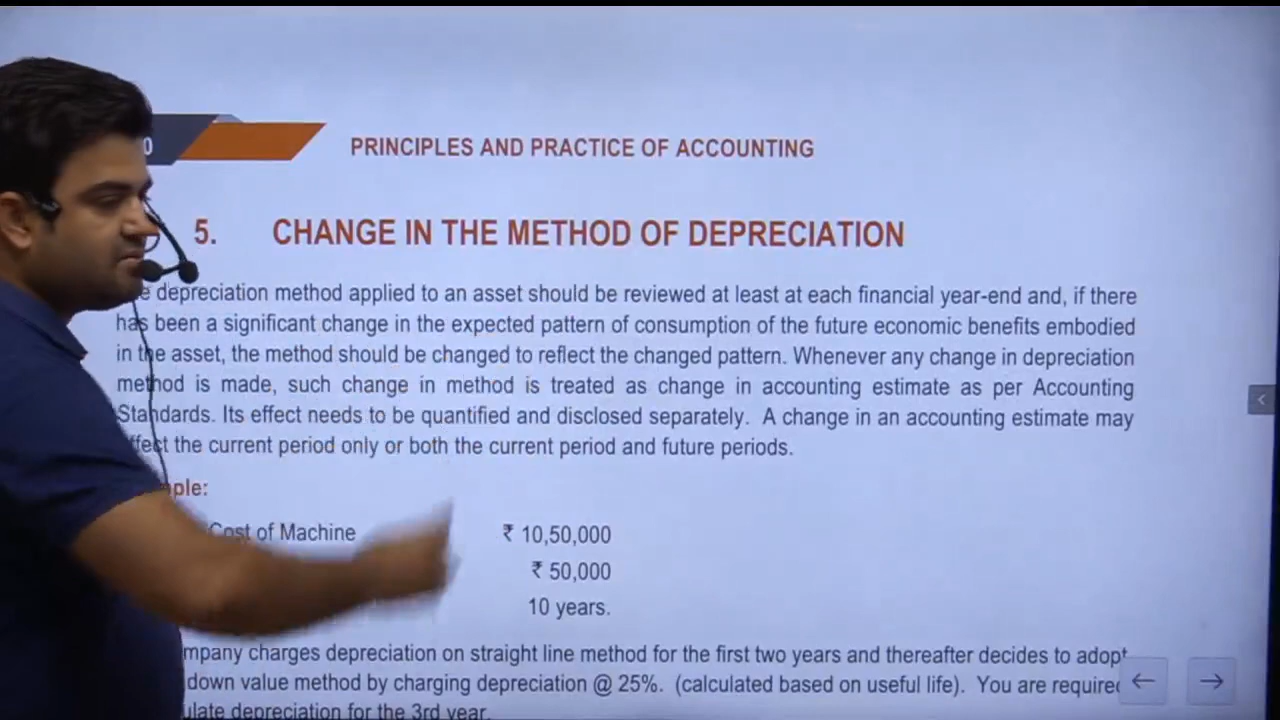 0
PRINCIPLES AND PRACTICE OF ACCOUNTING
5. CHANGE IN THE METHOD OF DEPRECIATION
depreciation method applied to an asset should be reviewed at least at each financial year-end and, if there
has been a significant change in the expected pattern of consumption of the future economic benefits embodied
in the asset, the method should be changed to reflect the changed pattern. Whenever any change in depreciation
method is made, such change in method is treated as change in accounting estimate as per Accounting
Standards. Its effect needs to be quantified and disclosed separately. A change in an accounting estimate may
the current period only or both the current period and future periods.
Cost of Machine ₹ 10,50,000
₹ 50,000
10 years.
charges depreciation on straight line method for the first two years and thereafter decides to adopt
down value method by charging depreciation @ 25%. (calculated based on useful life). You are required
depreciation for the 3rd year.